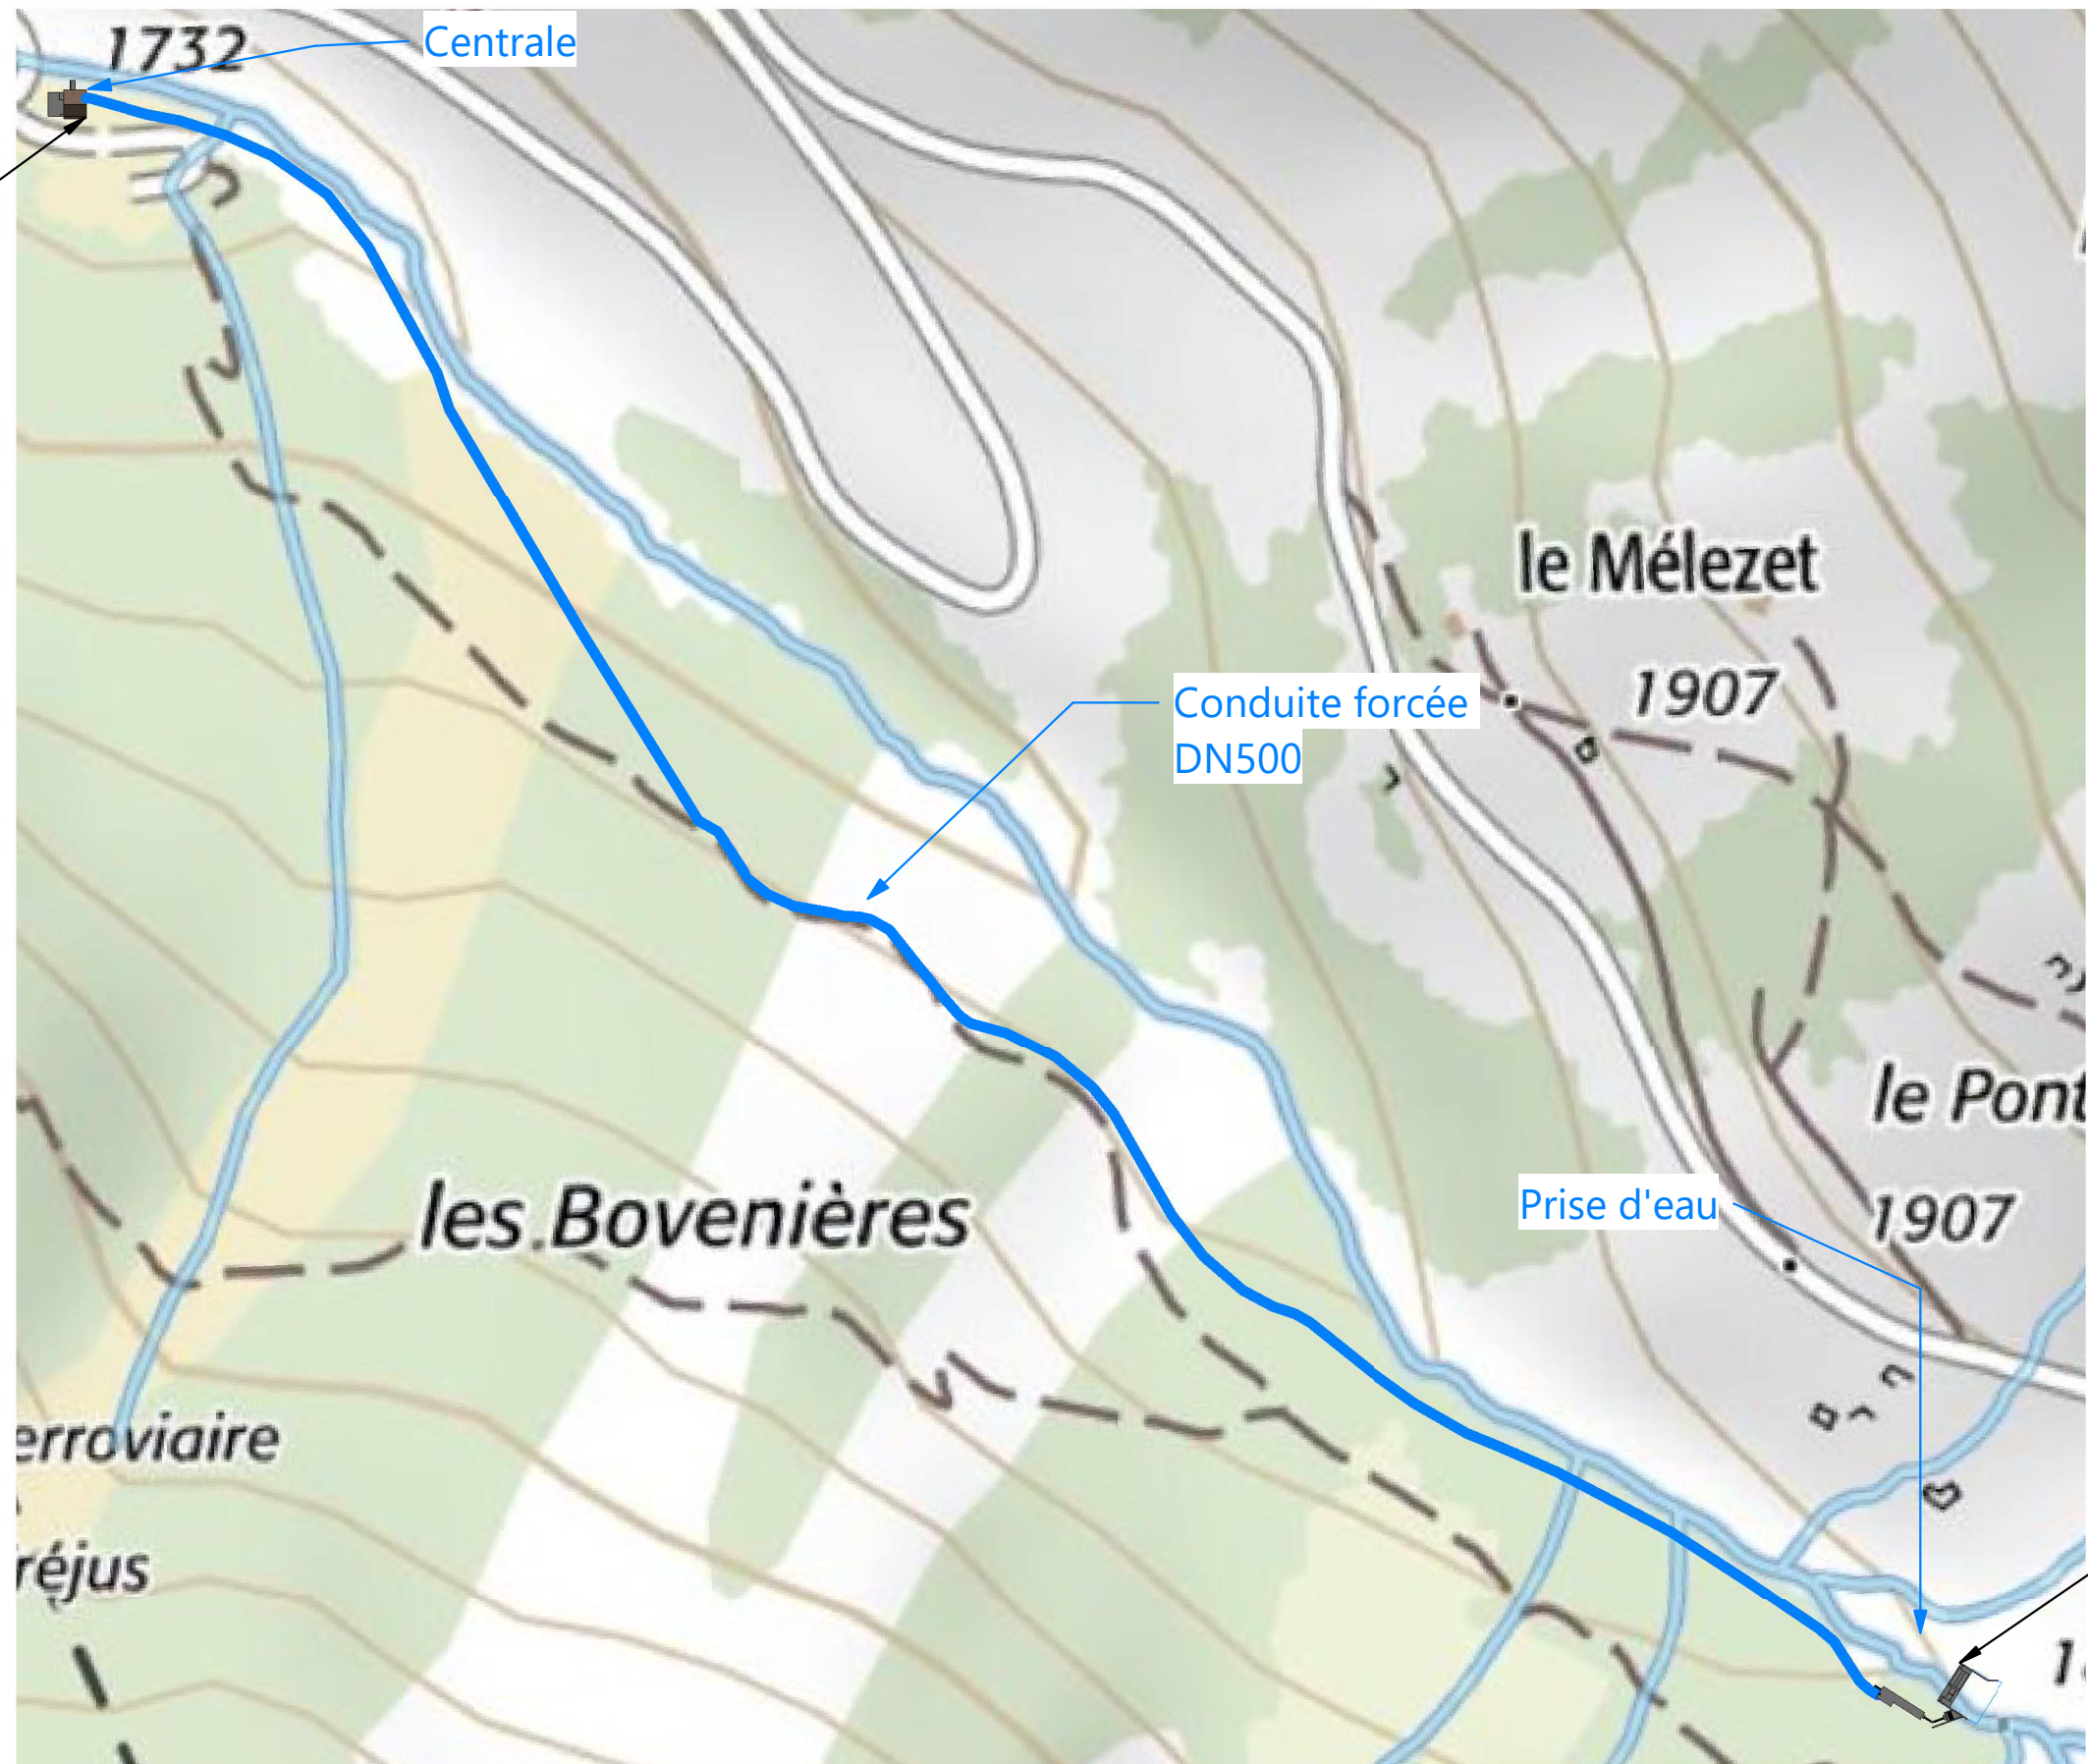 1732
Centrale
le Mélezet
1907
Conduite forcée
DN500
le Pont
1907
Prise d'eau
les Bovenières
erroviaire
réjus